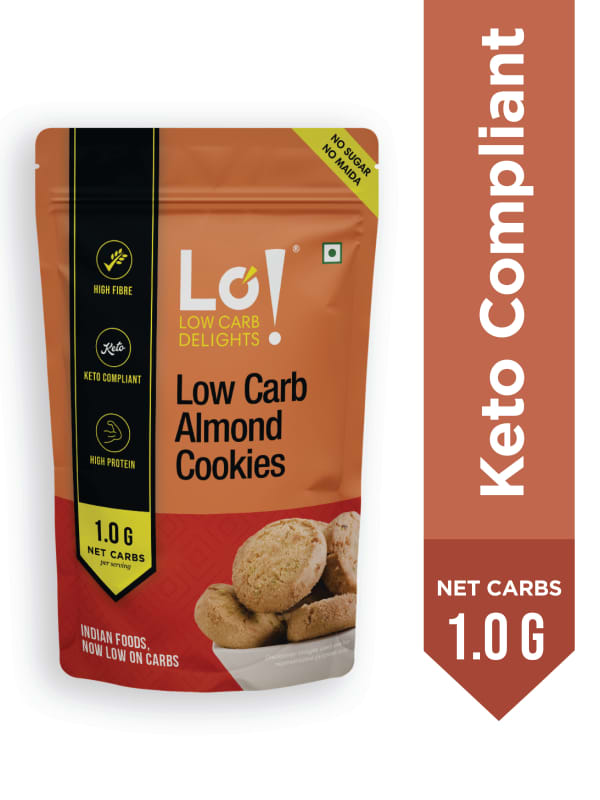 NO SUGAR
NO MAIDA
Lo!
®
LOW CARB
DELIGHTS
HIGH FIBRE
Keto
KETO COMPLIANT
HIGH PROTEIN
Low Carb
Almond
Cookies
1.0 G
NET CARBS
per serving
INDIAN FOODS,
NOW LOW ON CARBS
Keto Compliant
NET CARBS
1.0 G